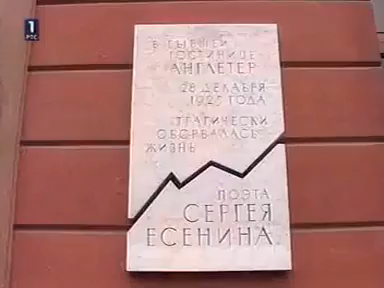 1
РТС
В БЫВШЕЙ
ГОСТИНИЦЕ
АНГЛЕТЕР
28 ДЕКАБРЯ
1925 ГОДА
ТРАГИЧЕСКИ
ОБОРВАЛАСЬ
ЖИЗНЬ
ПОЭТА
СЕРГЕЯ
ЕСЕНИНА